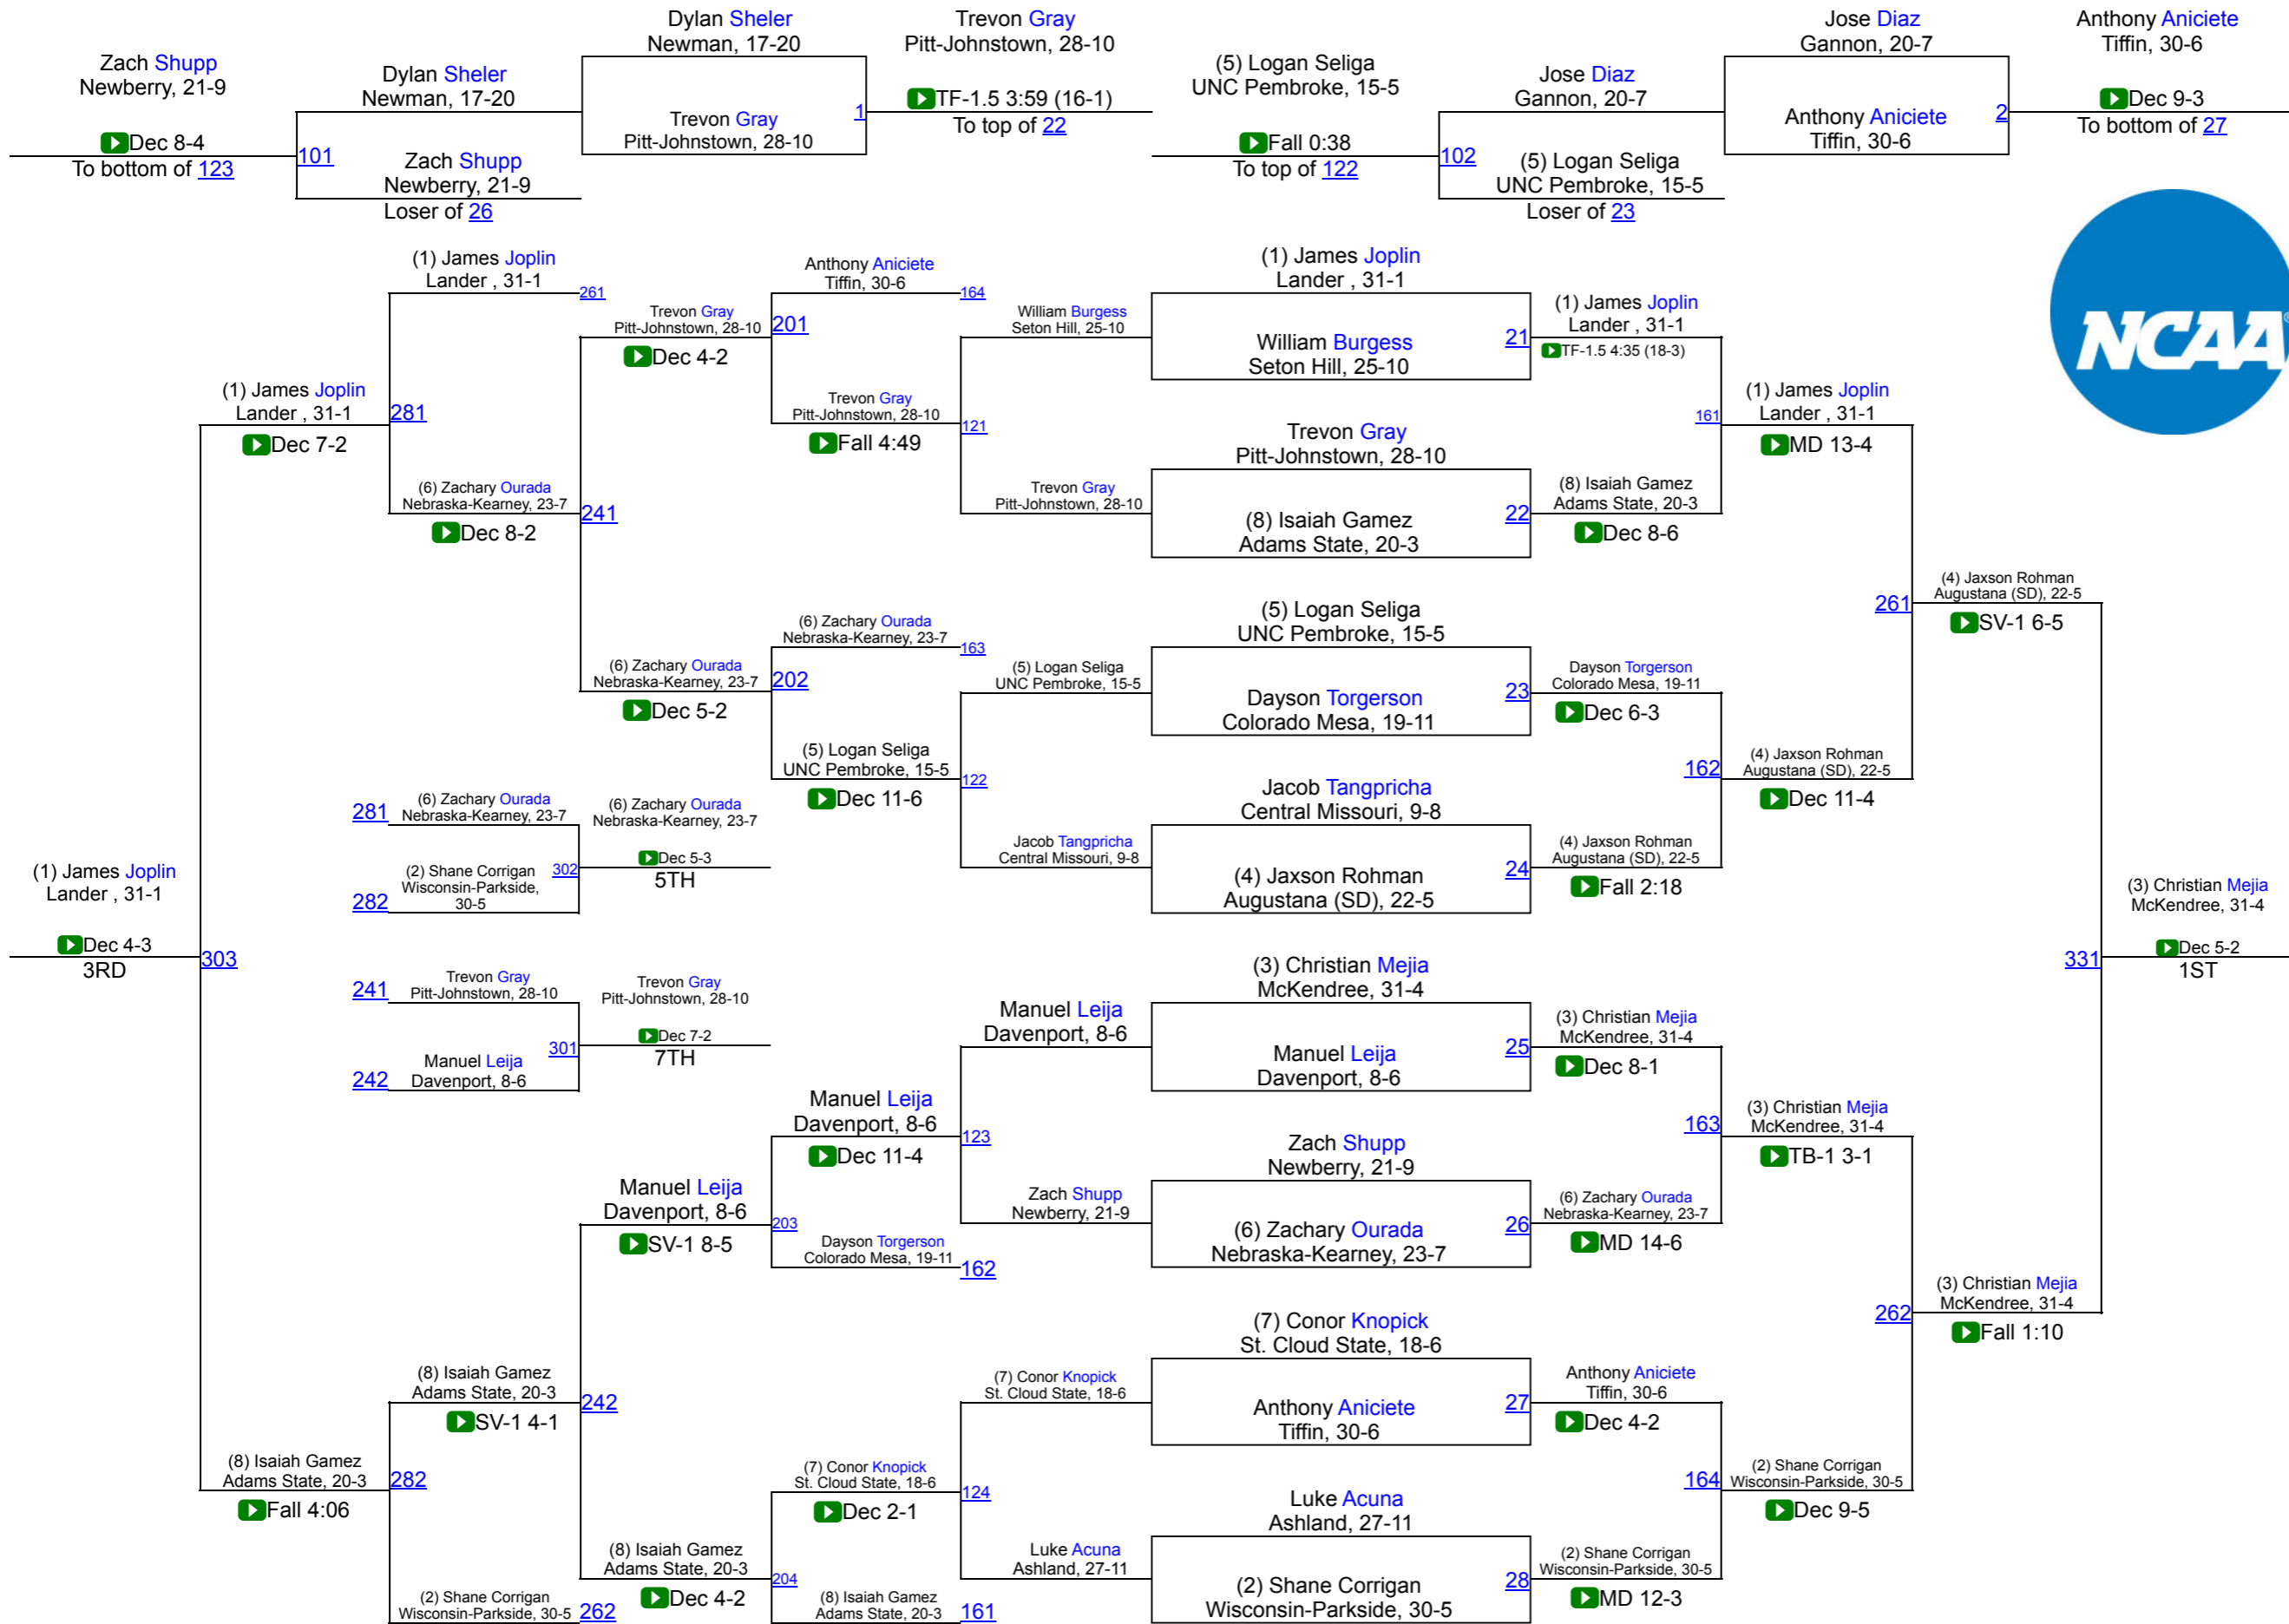 Dylan Sheler
Newman, 17-20
Trevon Gray
Pitt-Johnstown, 28-10
Jose Diaz
Gannon, 20-7
Anthony Aniciete
Tiffin, 30-6
Zach Shupp
Newberry, 21-9
Dylan Sheler
Newman, 17-20
(5) Logan Seliga
UNC Pembroke, 15-5
Jose Diaz
Gannon, 20-7
TF-1.5 3:59 (16-1)
Dec 9-3
Trevon Gray
Pitt-Johnstown, 28-10
1
To top of 22
Anthony Aniciete
Tiffin, 30-6
2
To bottom of 27
Dec 8-4
To bottom of 123
101
Zach Shupp
Newberry, 21-9
Loser of 26
Fall 0:38
To top of 122
102
(5) Logan Seliga
UNC Pembroke, 15-5
Loser of 23
NCAA®
(1) James Joplin
Lander , 31-1
261
Anthony Aniciete
Tiffin, 30-6
164
(1) James Joplin
Lander , 31-1
Trevon Gray
Pitt-Johnstown, 28-10
201
Dec 4-2
William Burgess
Seton Hill, 25-10
William Burgess
Seton Hill, 25-10
21
(1) James Joplin
Lander , 31-1
TF-1.5 4:35 (18-3)
(1) James Joplin
Lander , 31-1
281
Dec 7-2
Trevon Gray
Pitt-Johnstown, 28-10
121
Fall 4:49
Trevon Gray
Pitt-Johnstown, 28-10
161
(1) James Joplin
Lander , 31-1
MD 13-4
(6) Zachary Ourada
Nebraska-Kearney, 23-7
241
Dec 8-2
Trevon Gray
Pitt-Johnstown, 28-10
(8) Isaiah Gamez
Adams State, 20-3
22
(8) Isaiah Gamez
Adams State, 20-3
Dec 8-6
(6) Zachary Ourada
Nebraska-Kearney, 23-7
163
(5) Logan Seliga
UNC Pembroke, 15-5
261
(4) Jaxson Rohman
Augustana (SD), 22-5
SV-1 6-5
(6) Zachary Ourada
Nebraska-Kearney, 23-7
202
Dec 5-2
(5) Logan Seliga
UNC Pembroke, 15-5
Dayson Torgerson
Colorado Mesa, 19-11
23
Dayson Torgerson
Colorado Mesa, 19-11
Dec 6-3
(5) Logan Seliga
UNC Pembroke, 15-5
122
Dec 11-6
Jacob Tangpricha
Central Missouri, 9-8
162
(4) Jaxson Rohman
Augustana (SD), 22-5
Dec 11-4
281
(6) Zachary Ourada
Nebraska-Kearney, 23-7
(6) Zachary Ourada
Nebraska-Kearney, 23-7
Jacob Tangpricha
Central Missouri, 9-8
(4) Jaxson Rohman
Augustana (SD), 22-5
24
(4) Jaxson Rohman
Augustana (SD), 22-5
Fall 2:18
(1) James Joplin
Lander , 31-1
282
(2) Shane Corrigan
Wisconsin-Parkside,
30-5
302
Dec 5-3
5TH
(3) Christian Mejia
McKendree, 31-4
Dec 4-3
3RD
303
331
Dec 5-2
1ST
241
Trevon Gray
Pitt-Johnstown, 28-10
Trevon Gray
Pitt-Johnstown, 28-10
(3) Christian Mejia
McKendree, 31-4
242
Manuel Leija
Davenport, 8-6
301
Dec 7-2
7TH
Manuel Leija
Davenport, 8-6
Manuel Leija
Davenport, 8-6
25
(3) Christian Mejia
McKendree, 31-4
Dec 8-1
Manuel Leija
Davenport, 8-6
123
Dec 11-4
Zach Shupp
Newberry, 21-9
163
(3) Christian Mejia
McKendree, 31-4
TB-1 3-1
Manuel Leija
Davenport, 8-6
203
SV-1 8-5
Zach Shupp
Newberry, 21-9
(6) Zachary Ourada
Nebraska-Kearney, 23-7
26
(6) Zachary Ourada
Nebraska-Kearney, 23-7
MD 14-6
Dayson Torgerson
Colorado Mesa, 19-11
162
(7) Conor Knopick
St. Cloud State, 18-6
262
(3) Christian Mejia
McKendree, 31-4
Fall 1:10
(8) Isaiah Gamez
Adams State, 20-3
242
SV-1 4-1
(7) Conor Knopick
St. Cloud State, 18-6
Anthony Aniciete
Tiffin, 30-6
27
Anthony Aniciete
Tiffin, 30-6
Dec 4-2
(8) Isaiah Gamez
Adams State, 20-3
282
Fall 4:06
(7) Conor Knopick
St. Cloud State, 18-6
124
Dec 2-1
Luke Acuna
Ashland, 27-11
164
(2) Shane Corrigan
Wisconsin-Parkside, 30-5
Dec 9-5
(8) Isaiah Gamez
Adams State, 20-3
204
Dec 4-2
Luke Acuna
Ashland, 27-11
(2) Shane Corrigan
Wisconsin-Parkside, 30-5
28
(2) Shane Corrigan
Wisconsin-Parkside, 30-5
MD 12-3
(2) Shane Corrigan
Wisconsin-Parkside, 30-5
262
(8) Isaiah Gamez
Adams State, 20-3
161